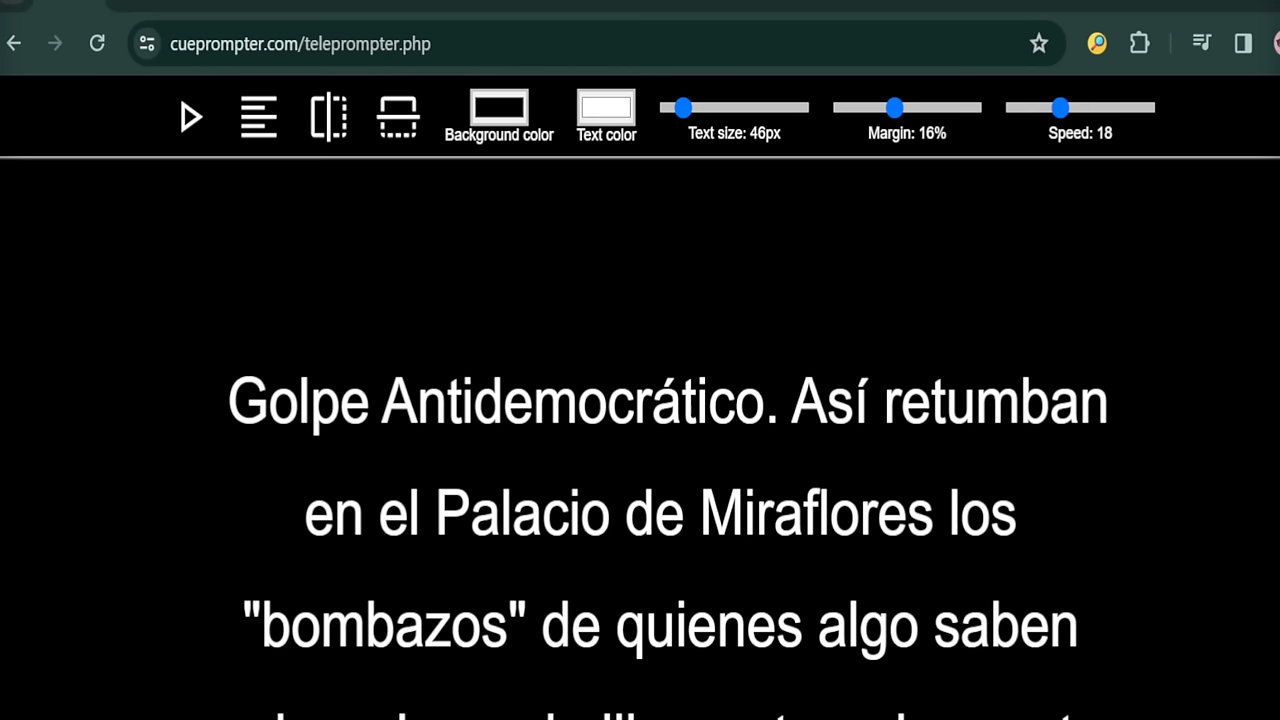 cueprompter.com/teleprompter.php
Background color
Text color
Text size: 46px
Margin: 16%
Speed: 18
Golpe Antidemocrático. Así retumban
en el Palacio de Miraflores los
"bombazos" de quienes algo saben